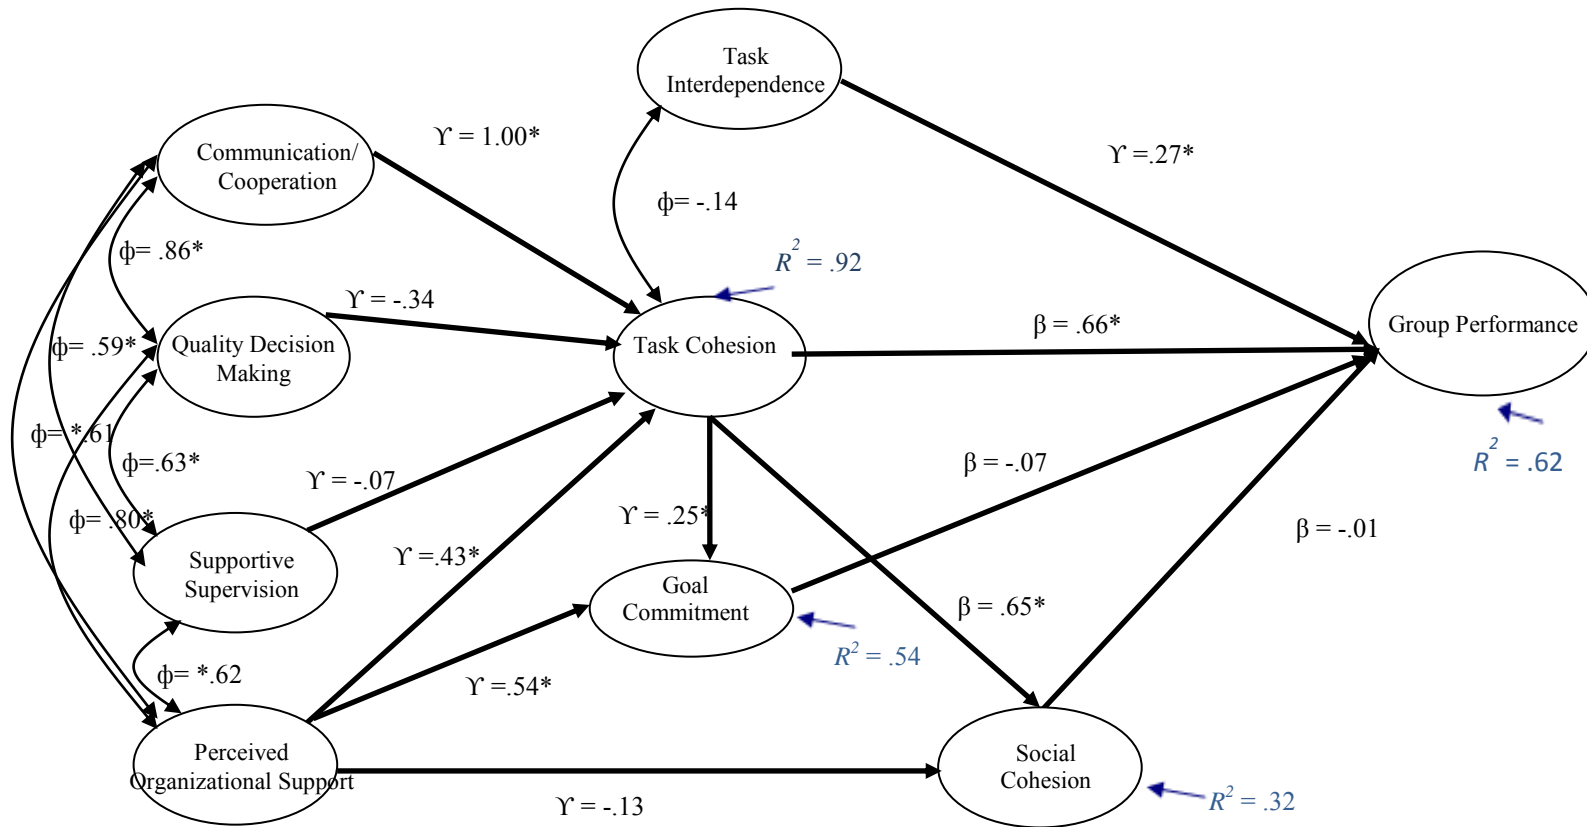 Task
Interdependence
ϒ = 1.00*
Communication/
Cooperation
ϒ =.27*
ф= -.14
ф= .86*
R² = .92
ϒ = -.34
β = .66*
Group Performance
ф= .59*
Quality Decision
Making
Task Cohesion
ф= *.61
ф=.63*
ϒ = -.07
β = -.07
R² = .62
ф= .80*
ϒ = .25*
β = -.01
Supportive
Supervision
ϒ =.43*
Goal
Commitment
β = .65*
R² = .54
ф= *.62
ϒ =.54*
Perceived
Organizational Support
Social
Cohesion
ϒ = -.13
R² = .32